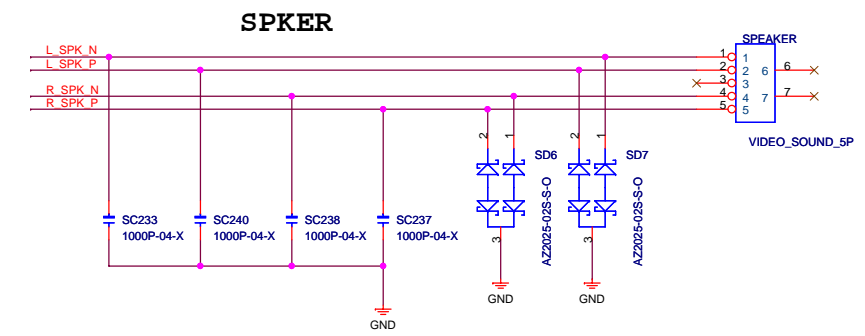 SPKER
SPEAKER
L_SPK_N
L_SPK_P
R_SPK_N
R_SPK_P
1
2
3
4
5
1
2 6
3
4 7
5
6
7
VIDEO_SOUND_5P
2
1
2
1
SD6
AZ2025-02S-S-O
SD7
AZ2025-02S-S-O
SC233
1000P-04-X
SC240
1000P-04-X
SC238
1000P-04-X
SC237
1000P-04-X
3
3
GND
GND
GND